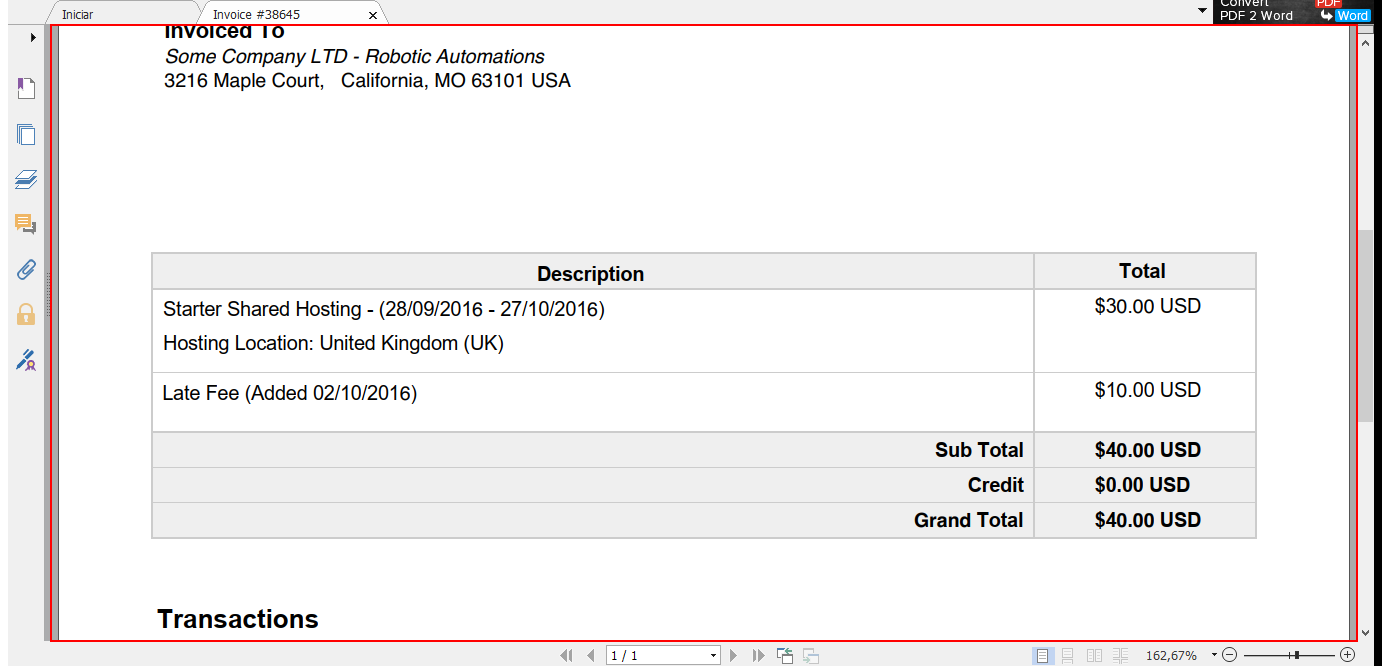 Iniciar
Invoice #38645
Convert
PDF 2 Word
PDF
Word
Invoiced To
Some Company LTD - Robotic Automations
3216 Maple Court, California, MO 63101 USA
Description Total
Starter Shared Hosting - (28/09/2016 - 27/10/2016) $30.00 USD
Hosting Location: United Kingdom (UK)
Late Fee (Added 02/10/2016) $10.00 USD
Sub Total $40.00 USD
Credit $0.00 USD
Grand Total $40.00 USD
Transactions
1 / 1
162,67%